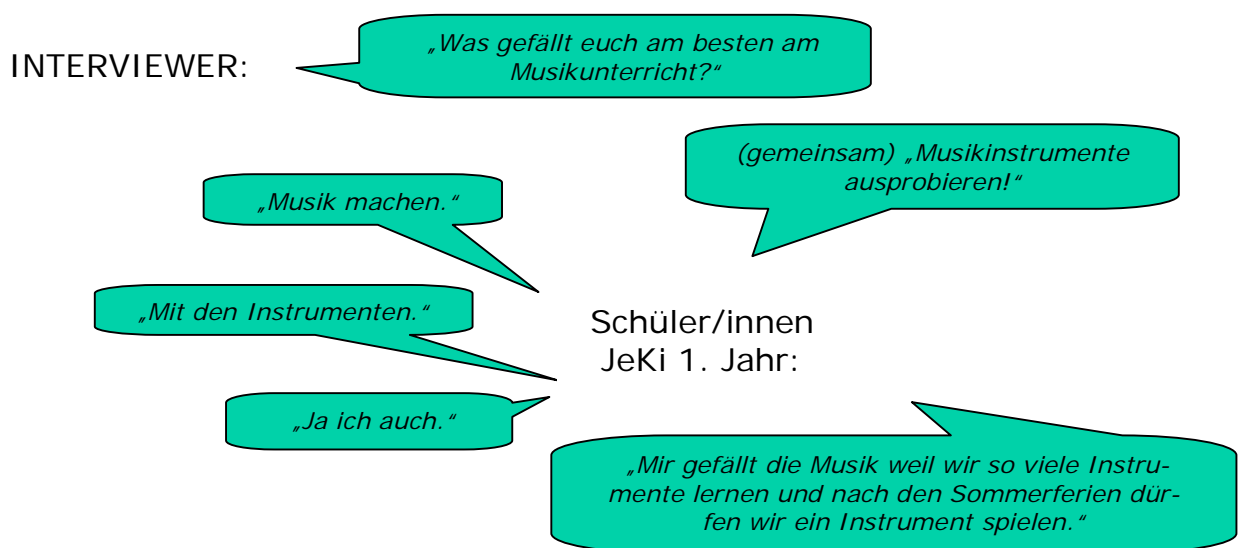 INTERVIEWER:
„Was gefällt euch am besten am
Musikunterricht?“
(gemeinsam) „Musikinstrumente
ausprobieren!“
„Musik machen.“
„Mit den Instrumenten.“
Schüler/innen
JeKi 1. Jahr:
„Ja ich auch.“
„Mir gefällt die Musik weil wir so viele Instru-
mente lernen und nach den Sommerferien dür-
fen wir ein Instrument spielen.“